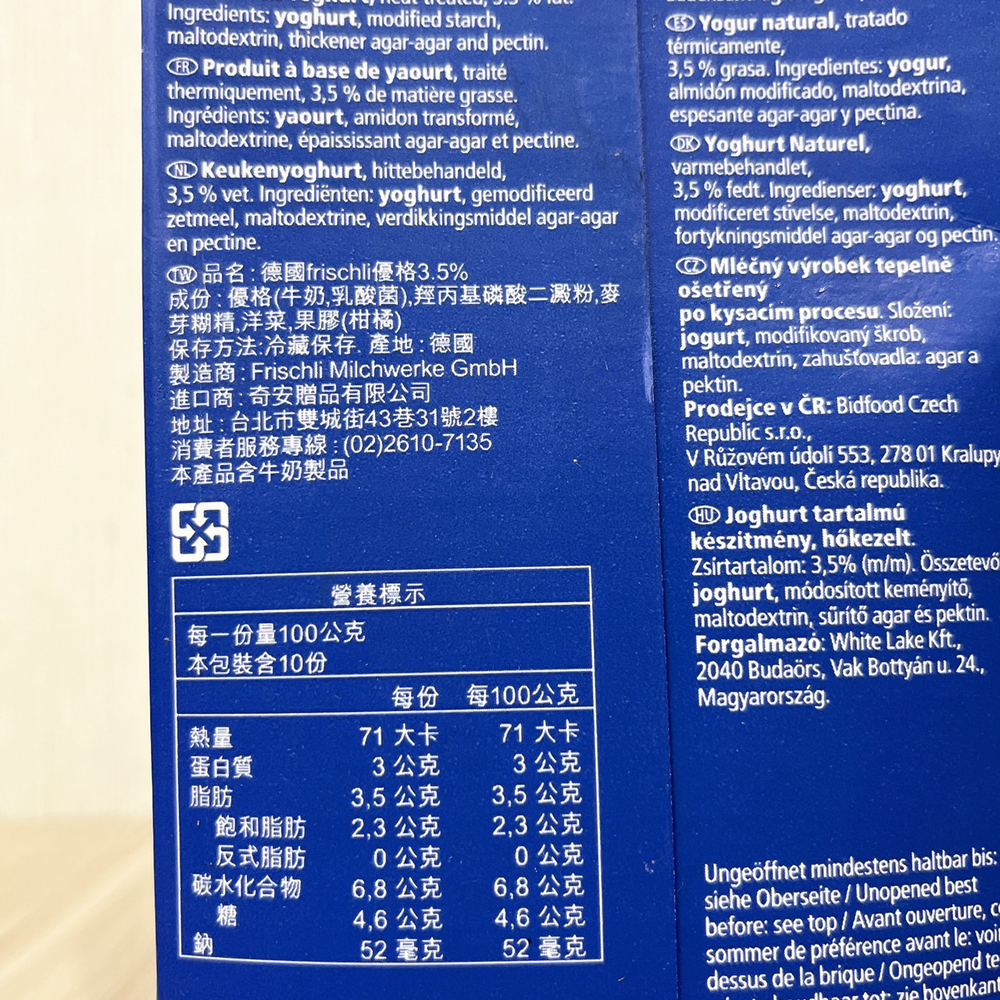 heat-treated, 3.5 % fat.
Ingredients: yoghurt, modified starch,
maltodextrin, thickener agar-agar and pectin.
FR Produit à base de yaourt, traité
thermiquement, 3,5 % de matière grasse.
Ingrédients: yaourt, amidon transformé,
maltodextrine, épaississant agar-agar et pectine.
NL Keukenyoghurt, hittebehandeld,
3,5 % vet. Ingrediënten: yoghurt, gemodificeerd
zetmeel, maltodextrine, verdikkingsmiddel agar-agar
en pectine.
TW 品名:德國frischli優格3.5%
成份:優格(牛奶,乳酸菌),羥丙基磷酸二澱粉,麥
芽糊精,洋菜,果膠(柑橘)
保存方法:冷藏保存. 產地:德國
製造商:Frischli Milchwerke GmbH
進口商:奇安贈品有限公司
地址:台北市雙城街43巷31號2樓
消費者服務專線:(02)2610-7135
本產品含牛奶製品
營養標示
每一份量100公克
本包裝含10份
每份 每100公克
熱量 71 大卡 71 大卡
蛋白質 3 公克 3 公克
脂肪 3,5 公克 3,5 公克
飽和脂肪 2,3 公克 2,3 公克
反式脂肪 0 公克 0 公克
碳水化合物 6,8 公克 6,8 公克
糖 4,6 公克 4,6 公克
鈉 52 毫克 52 毫克
ES Yogur natural, tratado
térmicamente,
3,5 % grasa. Ingredientes: yogur,
almidón modificado, maltodextrina,
espesante agar-agar y pectina.
DK Yoghurt Naturel,
varmebehandlet,
3,5 % fedt. Ingredienser: yoghurt,
modificeret stivelse, maltodextrin,
fortykningsmiddel agar-agar og pectin.
CZ Mléčný výrobek tepelně
ošetřený
po kysacím procesu. Složení:
jogurt, modifikovaný škrob,
maltodextrin, zahušťovadla: agar a
pektin.
Prodejce v ČR: Bidfood Czech
Republic s.r.o.,
V Růžovém údolí 553, 278 01 Kralupy
nad Vltavou, Česká republika.
HU Joghurt tartalmú
készítmény, hőkezelt.
Zsírtartalom: 3,5% (m/m). Összetevő
joghurt, módosított keményítő,
maltodextrin, sűrítő agar és pektin.
Forgalmazó: White Lake Kft.,
2040 Budaörs, Vak Bottyán u. 24.,
Magyarország.
Ungeöffnet mindestens haltbar bis:
siehe Oberseite / Unopened best
before: see top / Avant ouverture,
sommer de préférence avant le: voir
dessus de la brique / Ongeopend
tot: zie bovenkant